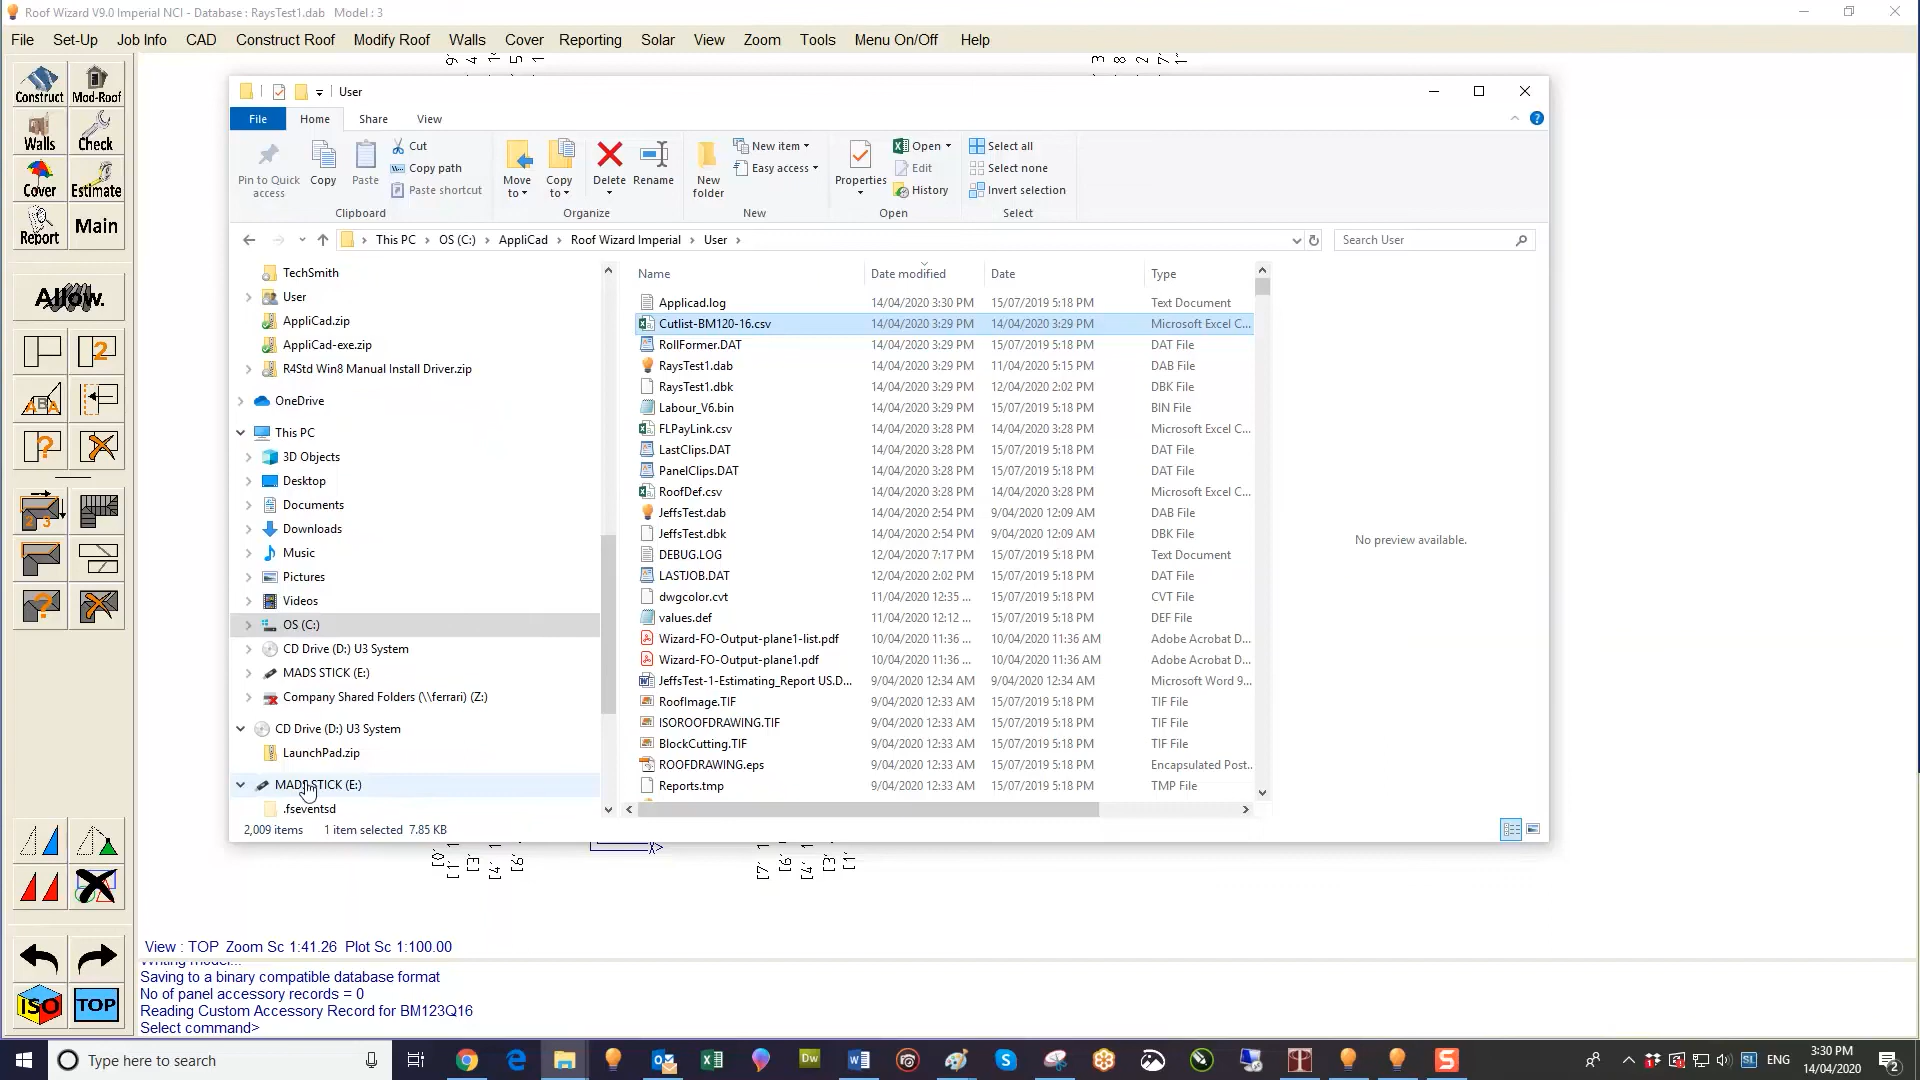 Roof Wizard V9.0 Imperial NCI - Database : RaysTest1.dab   Model : 3
File Set-Up Job Info CAD Construct Roof Modify Roof Walls Cover Reporting Solar View Zoom Tools Menu On/Off Help
Construct Mod-Roof
Walls Check
Cover Estimate
Report Main
Allow.
User
File Home Share View
Pin to Quick access
Copy
Paste
Cut
Copy path
Paste shortcut
Clipboard
Move to
Copy to
Delete
Rename
Organize
New folder
New item
Easy access
New
Properties
Open
Edit
History
Open
Select all
Select none
Invert selection
Select
This PC > OS (C:) > AppliCad > Roof Wizard Imperial > User >
Search User
TechSmith
User
AppliCad.zip
AppliCad-exe.zip
R4Std Win8 Manual Install Driver.zip
OneDrive
This PC
3D Objects
Desktop
Documents
Downloads
Music
Pictures
Videos
OS (C:)
CD Drive (D:) U3 System
MADS STICK (E:)
Company Shared Folders (\\ferrari) (Z:)
CD Drive (D:) U3 System
LaunchPad.zip
MADS STICK (E:)
.fseventsd
Name Date modified Date Type
Applicad.log 14/04/2020 3:30 PM 15/07/2019 5:18 PM Text Document
Cutlist-BM120-16.csv 14/04/2020 3:29 PM 14/04/2020 3:29 PM Microsoft Excel C...
RollFormer.DAT 14/04/2020 3:29 PM 15/07/2019 5:18 PM DAT File
RaysTest1.dab 14/04/2020 3:29 PM 11/04/2020 5:15 PM DAB File
RaysTest1.dbk 14/04/2020 3:29 PM 12/04/2020 2:02 PM DBK File
Labour_V6.bin 14/04/2020 3:29 PM 15/07/2019 5:18 PM BIN File
FLPayLink.csv 14/04/2020 3:28 PM 14/04/2020 3:28 PM Microsoft Excel C...
LastClips.DAT 14/04/2020 3:28 PM 15/07/2019 5:18 PM DAT File
PanelClips.DAT 14/04/2020 3:28 PM 15/07/2019 5:18 PM DAT File
RoofDef.csv 14/04/2020 3:28 PM 14/04/2020 3:28 PM Microsoft Excel C...
JeffsTest.dab 14/04/2020 2:54 PM 9/04/2020 12:09 AM DAB File
JeffsTest.dbk 14/04/2020 2:54 PM 9/04/2020 12:09 AM DBK File
DEBUG.LOG 12/04/2020 7:17 PM 15/07/2019 5:18 PM Text Document
LASTJOB.DAT 12/04/2020 2:02 PM 15/07/2019 5:18 PM DAT File
dwgcolor.cvt 11/04/2020 12:35 ... 15/07/2019 5:18 PM CVT File
values.def 11/04/2020 12:12 ... 15/07/2019 5:18 PM DEF File
Wizard-FO-Output-plane1-list.pdf 10/04/2020 11:36 ... 10/04/2020 11:36 AM Adobe Acrobat D...
Wizard-FO-Output-plane1.pdf 10/04/2020 11:36 ... 10/04/2020 11:36 AM Adobe Acrobat D...
JeffsTest-1-Estimating_Report US.D... 9/04/2020 12:34 AM 9/04/2020 12:34 AM Microsoft Word 9...
RoofImage.TIF 9/04/2020 12:33 AM 15/07/2019 5:18 PM TIF File
ISOROOFDRAWING.TIF 9/04/2020 12:33 AM 15/07/2019 5:18 PM TIF File
BlockCutting.TIF 9/04/2020 12:33 AM 15/07/2019 5:18 PM TIF File
ROOFDRAWING.eps 9/04/2020 12:33 AM 15/07/2019 5:18 PM Encapsulated Post...
Reports.tmp 9/04/2020 12:33 AM 15/07/2019 5:18 PM TMP File
No preview available.
2,009 items 1 item selected 7.85 KB
View : TOP Zoom Sc 1:41.26 Plot Sc 1:100.00
Writing model...
Saving to a binary compatible database format
No of panel accessory records = 0
Reading Custom Accessory Record for BM123Q16
Select command>
ISO TOP
Type here to search
ENG
3:30 PM
14/04/2020